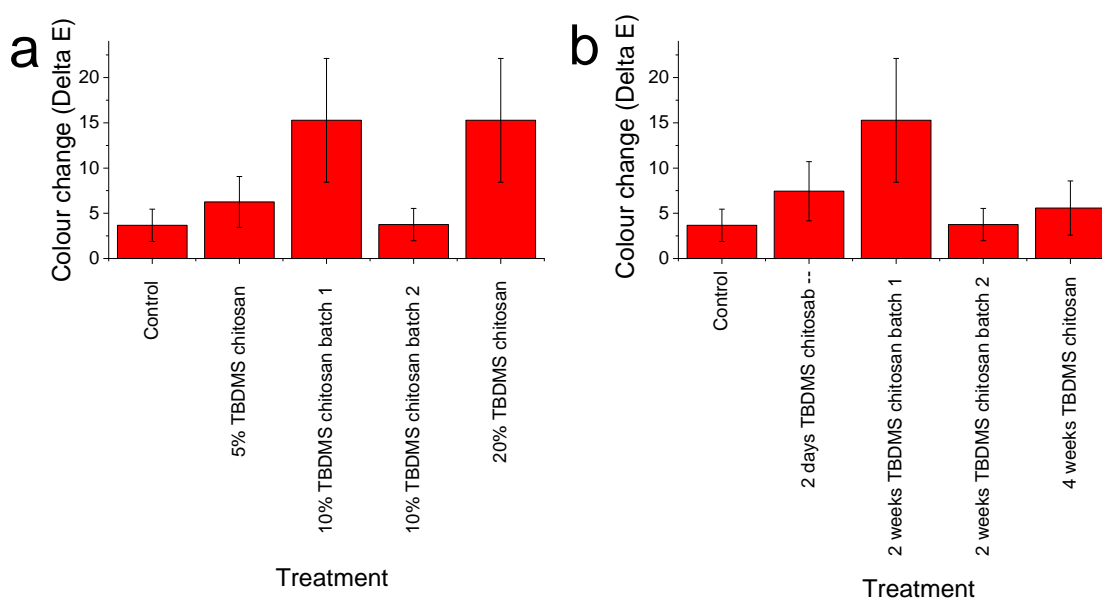 a
Colour change (Delta E)
20
15
10
5
0
Control
5% TBDMS chitosan
10% TBDMS chitosan batch 1
10% TBDMS chitosan batch 2
20% TBDMS chitosan
Treatment
b
Colour change (Delta E)
20
15
10
5
0
Control
2 days TBDMS chitosab --
2 weeks TBDMS chitosan batch 1
2 weeks TBDMS chitosan batch 2
4 weeks TBDMS chitosan
Treatment